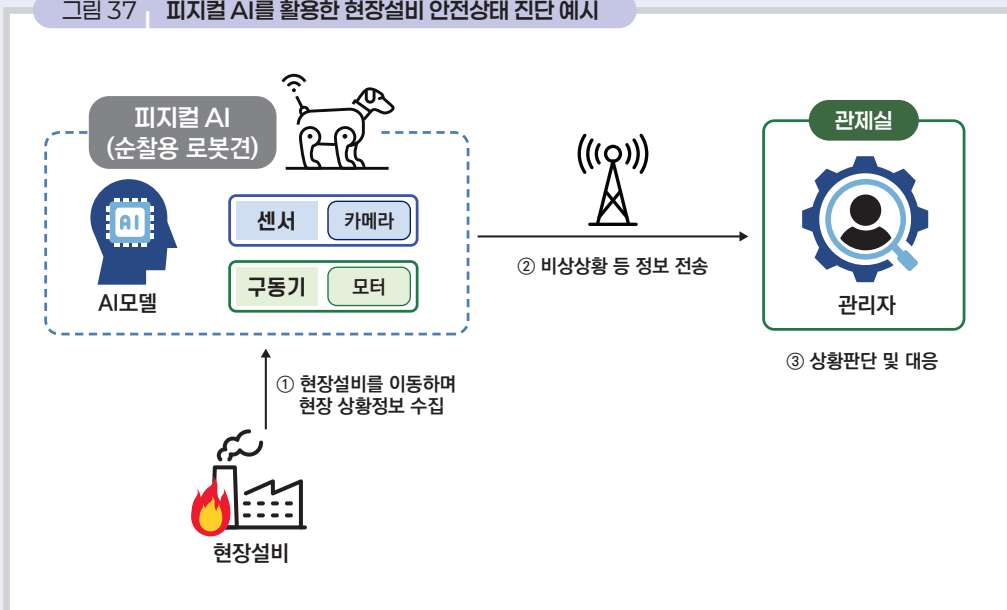 그림 37 피지컬 AI를 활용한 현장설비 안전상태 진단 예시
피지컬 AI
(순찰용 로봇견)
AI
AI모델
센서 카메라
구동기 모터
① 현장설비를 이동하며
현장 상황정보 수집
현장설비
② 비상상황 등 정보 전송
관제실
관리자
③ 상황판단 및 대응